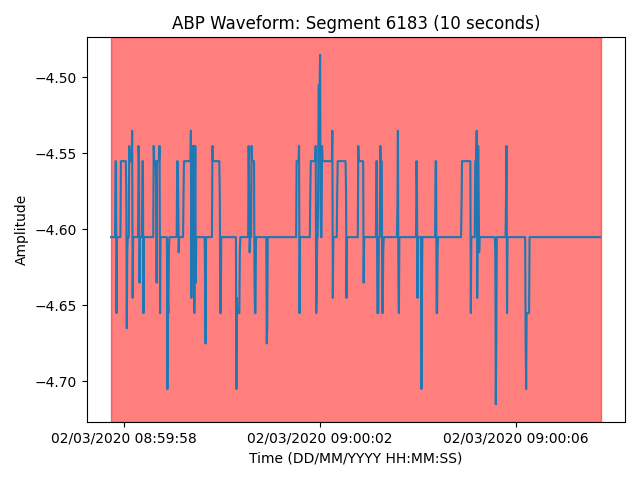 ABP Waveform: Segment 6183 (10 seconds)
−4.50
−4.55
−4.60
−4.65
−4.70
Amplitude
02/03/2020 08:59:58
02/03/2020 09:00:02
02/03/2020 09:00:06
Time (DD/MM/YYYY HH:MM:SS)